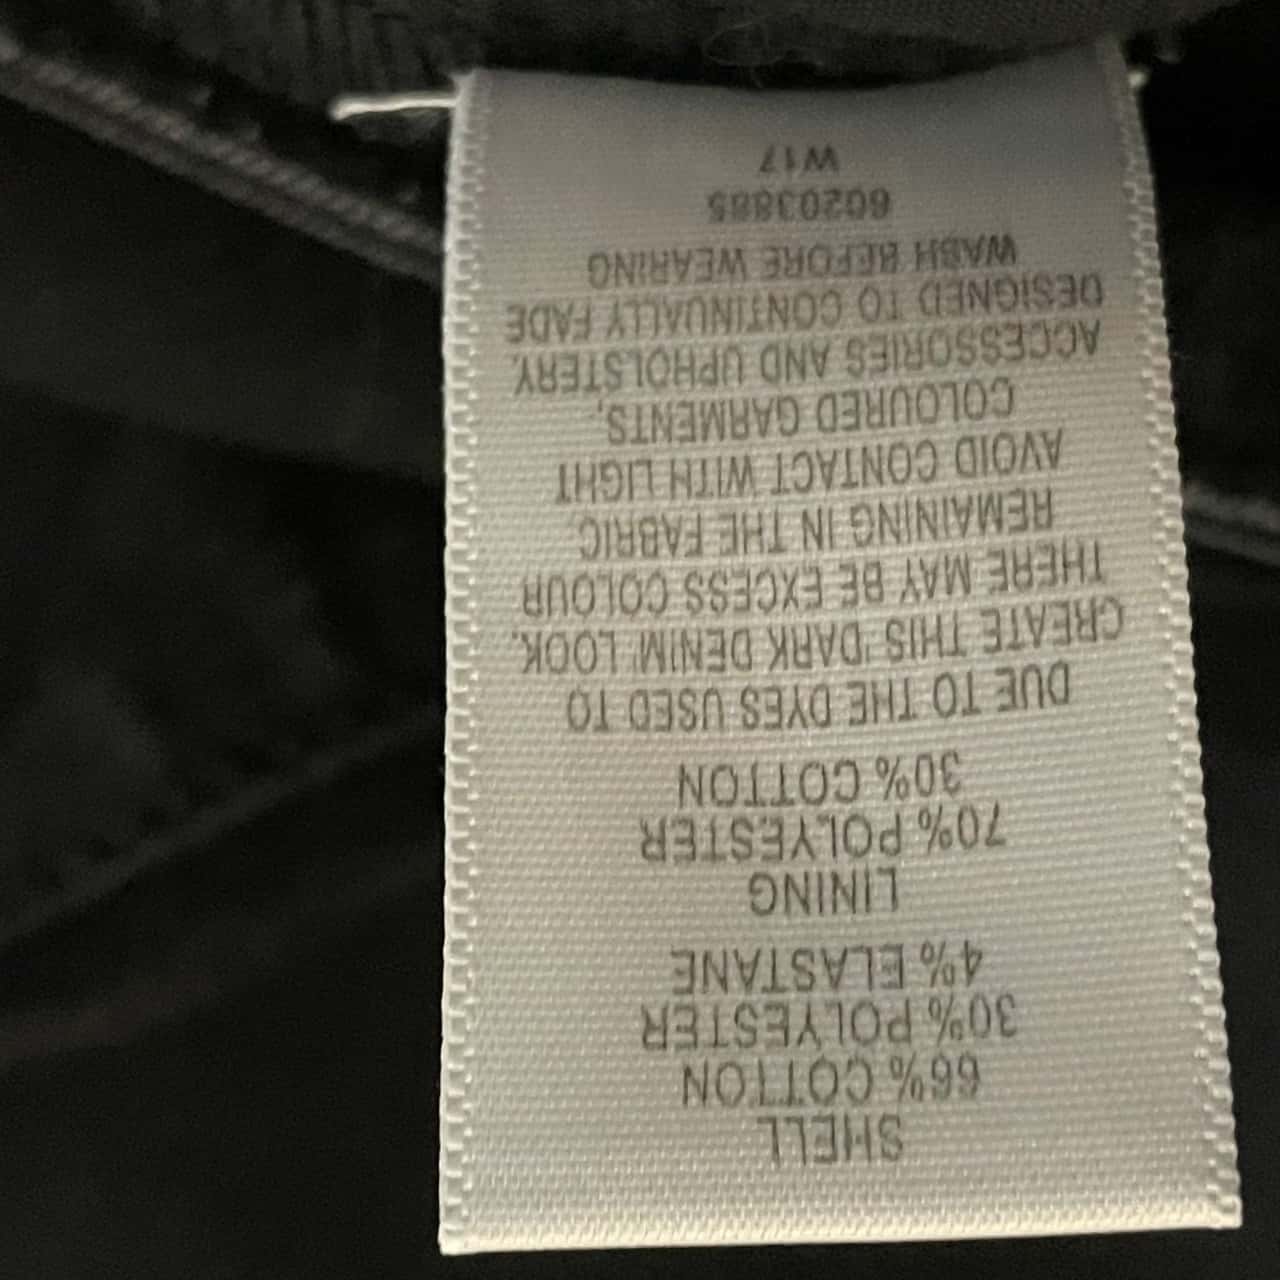 SHELL
66% COTTON
30% POLYESTER
4% ELASTANE
LINING
70% POLYESTER
30% COTTON
DUE TO THE DYES USED TO
CREATE THIS 'DARK DENIM' LOOK.
THERE MAY BE EXCESS COLOUR
REMAINING IN THE FABRIC
AVOID CONTACT WITH LIGHT
COLOURED GARMENTS,
ACCESSORIES AND UPHOLSTERY.
DESIGNED TO CONTINUALLY FADE
WASH BEFORE WEARING
60203885
W17